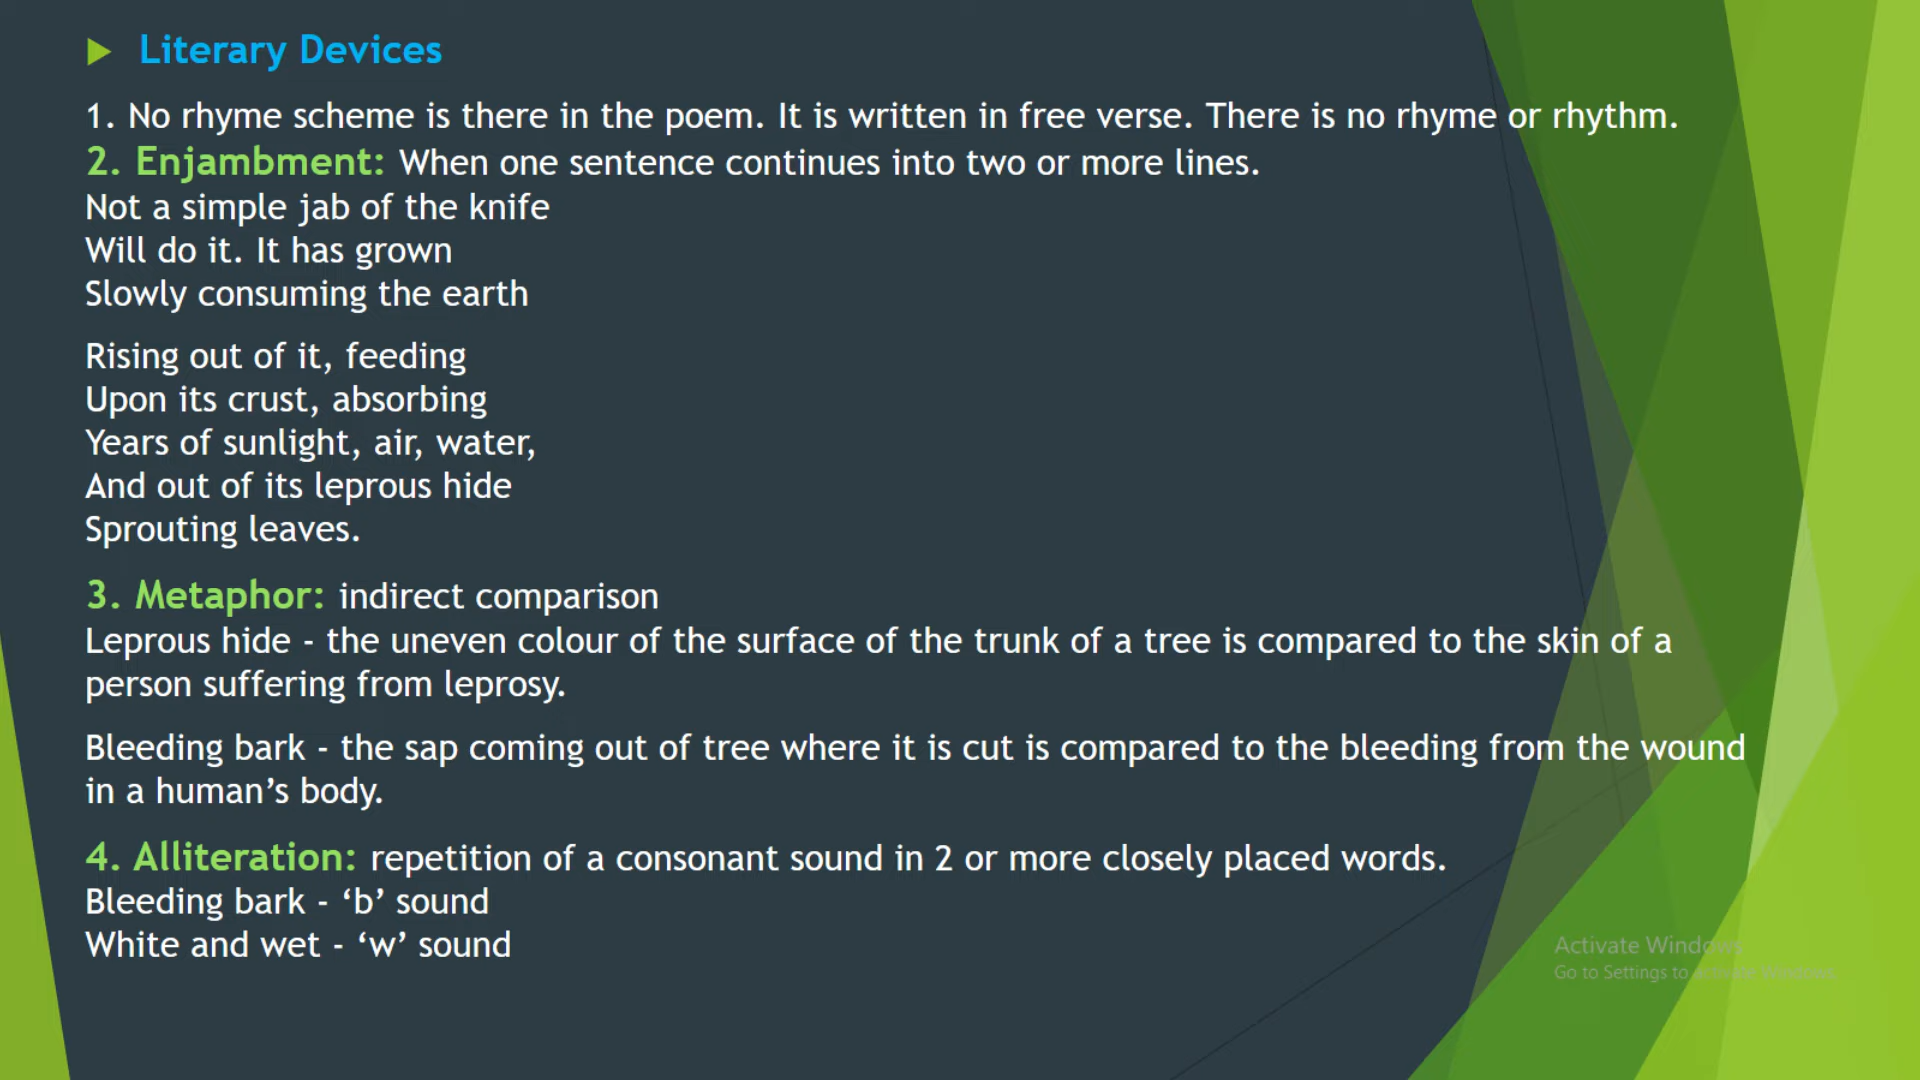 Literary Devices
1. No rhyme scheme is there in the poem. It is written in free verse. There is no rhyme or rhythm.
2. Enjambment: When one sentence continues into two or more lines.
Not a simple jab of the knife
Will do it. It has grown
Slowly consuming the earth
Rising out of it, feeding
Upon its crust, absorbing
Years of sunlight, air, water,
And out of its leprous hide
Sprouting leaves.
3. Metaphor: indirect comparison
Leprous hide - the uneven colour of the surface of the trunk of a tree is compared to the skin of a
person suffering from leprosy.
Bleeding bark - the sap coming out of tree where it is cut is compared to the bleeding from the wound
in a human’s body.
4. Alliteration: repetition of a consonant sound in 2 or more closely placed words.
Bleeding bark - ‘b’ sound
White and wet - ‘w’ sound
Activate Windows
Go to Settings to activate Windows.